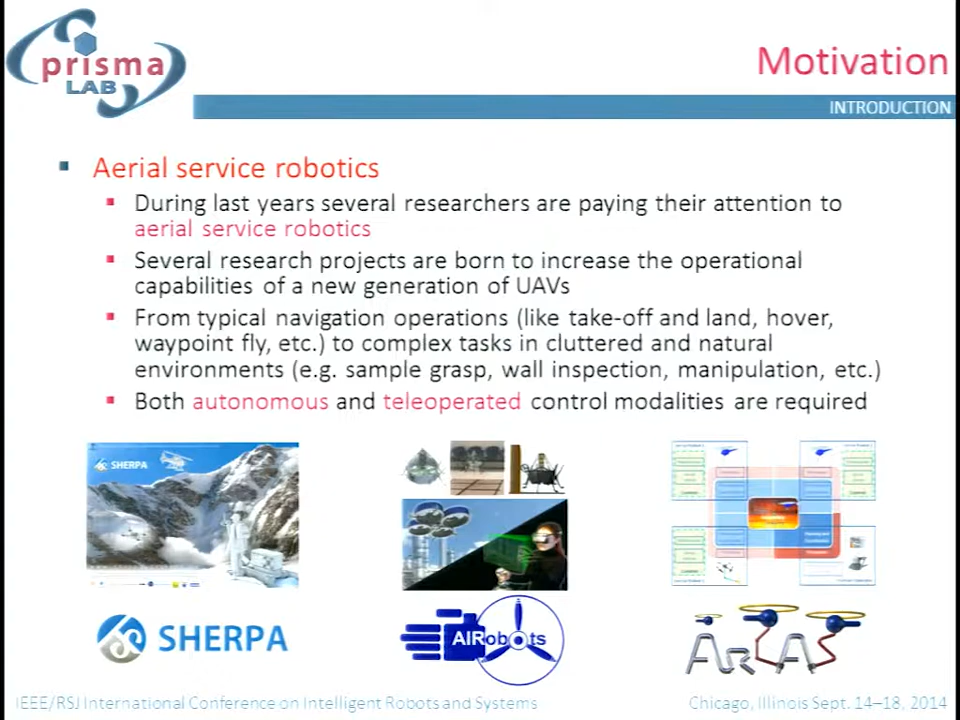 prisma
LAB
Motivation
INTRODUCTION
Aerial service robotics
During last years several researchers are paying their attention to
aerial service robotics
Several research projects are born to increase the operational
capabilities of a new generation of UAVs
From typical navigation operations (like take-off and land, hover,
waypoint fly, etc.) to complex tasks in cluttered and natural
environments (e.g. sample grasp, wall inspection, manipulation, etc.)
Both autonomous and teleoperated control modalities are required
SHERPA
SHERPA
AIRobots
ARCAS
IEEE/RSJ International Conference on Intelligent Robots and Systems
Chicago, Illinois Sept. 14–18, 2014